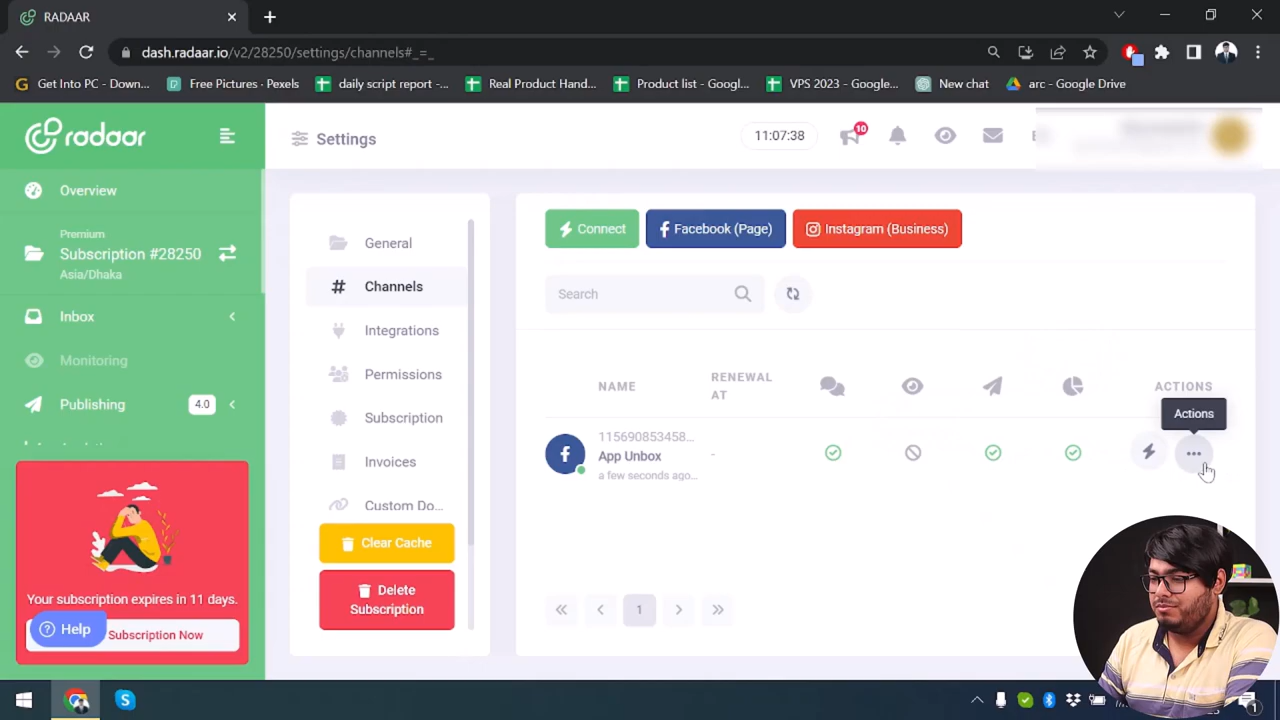 RADAAR
dash.radaar.io/v2/28250/settings/channels#_=_
Get Into PC - Down...
Free Pictures - Pexels
daily script report -...
Real Product Hand...
Product list - Googl...
VPS 2023 - Google...
New chat
arc - Google Drive
radaar
Settings
11:07:38
10
Overview
Premium
Subscription #28250
Asia/Dhaka
Inbox
Monitoring
Publishing
4.0
Your subscription expires in 11 days.
Help
Subscription Now
General
Channels
Integrations
Permissions
Subscription
Invoices
Custom Do...
Clear Cache
Delete
Subscription
Connect
Facebook (Page)
Instagram (Business)
Search
NAME
RENEWAL
AT
ACTIONS
Actions
115690853458...
App Unbox
a few seconds ago...
-
1
1